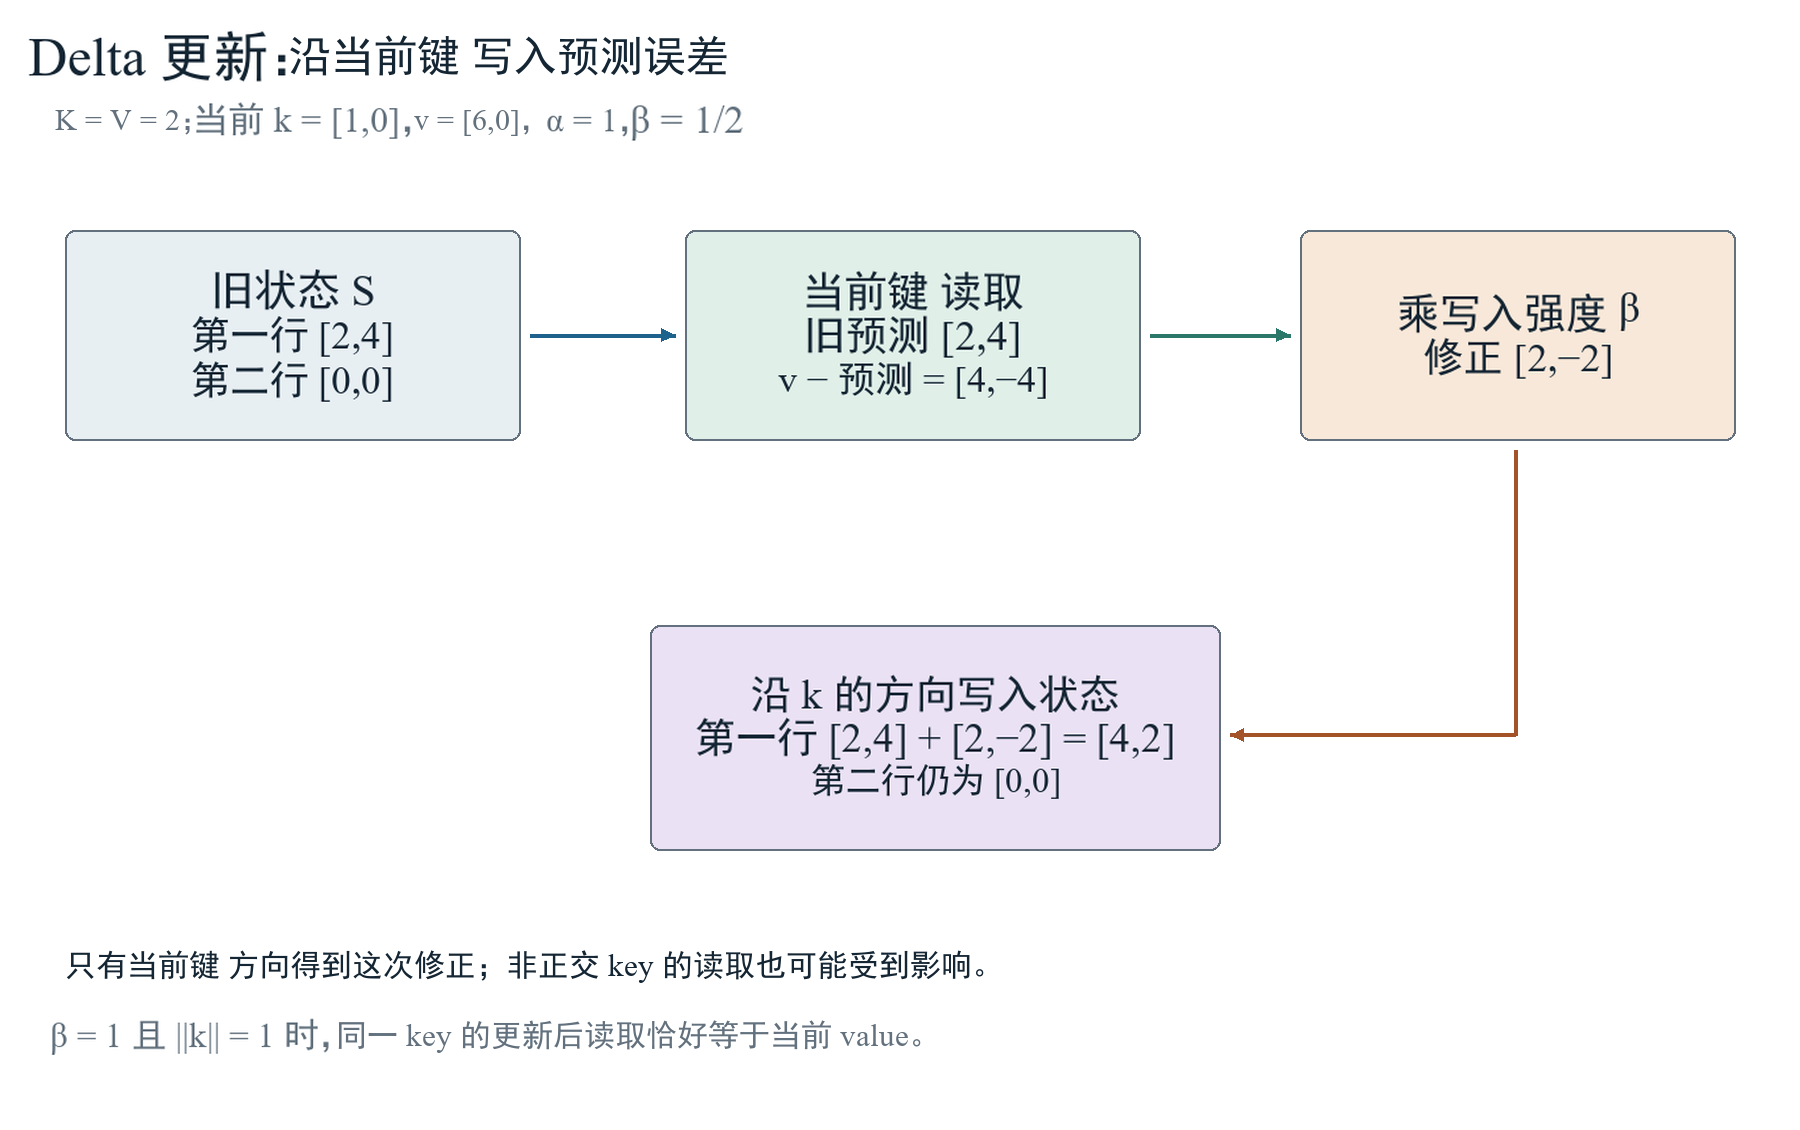 Delta 更新:沿当前键 写入预测误差
K = V = 2;当前 k = [1,0],v = [6,0], α = 1,β = 1/2
旧状态 S
第一行 [2,4]
第二行 [0,0]
当前键 读取
旧预测 [2,4]
v − 预测 = [4,−4]
乘写入强度 β
修正 [2,−2]
沿 k 的方向写入状态
第一行 [2,4] + [2,−2] = [4,2]
第二行仍为 [0,0]
只有当前键 方向得到这次修正；非正交 key 的读取也可能受到影响。
β = 1 且 ||k|| = 1 时,同一 key 的更新后读取恰好等于当前 value。